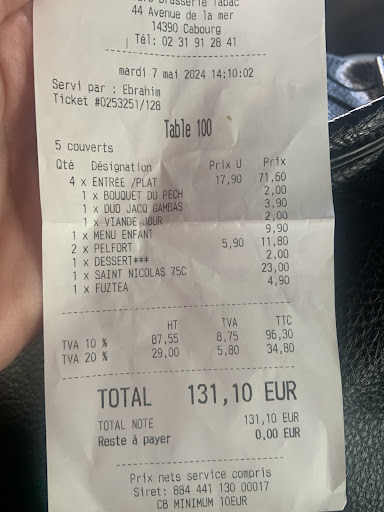 Brasserie Tabac
44 Avenue de la mer
14390 Cabourg
Tél: 02 31 91 28 41
mardi 7 mai 2024 14:10:02
Servi par : Ebrahim
Ticket #0253251/128
Table 100
5 couverts
Qté Désignation Prix U Prix
4 x ENTREE /PLAT 17,90 71,60
1 x BOUQUET DU PECH 2,00
1 x DUO JACQ GAMBAS 3,90
1 x VIANDE JOUR 2,00
1 x MENU ENFANT 9,90
2 x PELFORT 5,90 11,80
1 x DESSERT*** 2,00
1 x SAINT NICOLAS 75C 23,00
1 x FUZTEA 4,90
HT TVA TTC
TVA 10 % 87,55 8,75 96,30
TVA 20 % 29,00 5,80 34,80
TOTAL 131,10 EUR
TOTAL NOTE 131,10 EUR
Reste à payer 0,00 EUR
Prix nets service compris
Siret: 884 441 130 00017
CB MINIMUM 10EUR